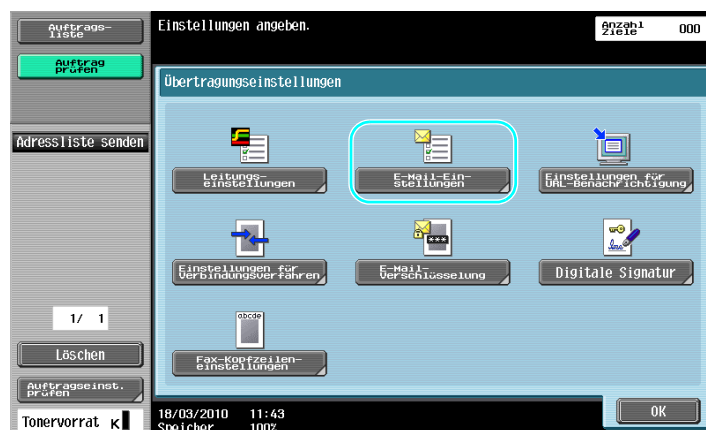 Auftrags-
liste
Einstellungen angeben.
Anzahl
Ziele
000
Auftrag
prüfen
Übertragungseinstellungen
Adressliste senden
Leitungs-
einstellungen
E-Mail-Ein-
stellungen
Einstellungen für
URL-Benachrichtigung
Einstellungen für
Verbindungsverfahren
E-Mail-
Verschlüsselung
Digitale Signatur
abcde
Fax-Kopfzeilen-
einstellungen
1/ 1
Löschen
Auftragseinst.
prüfen
Tonervorrat K
18/03/2010 11:43
Speicher 100%
OK